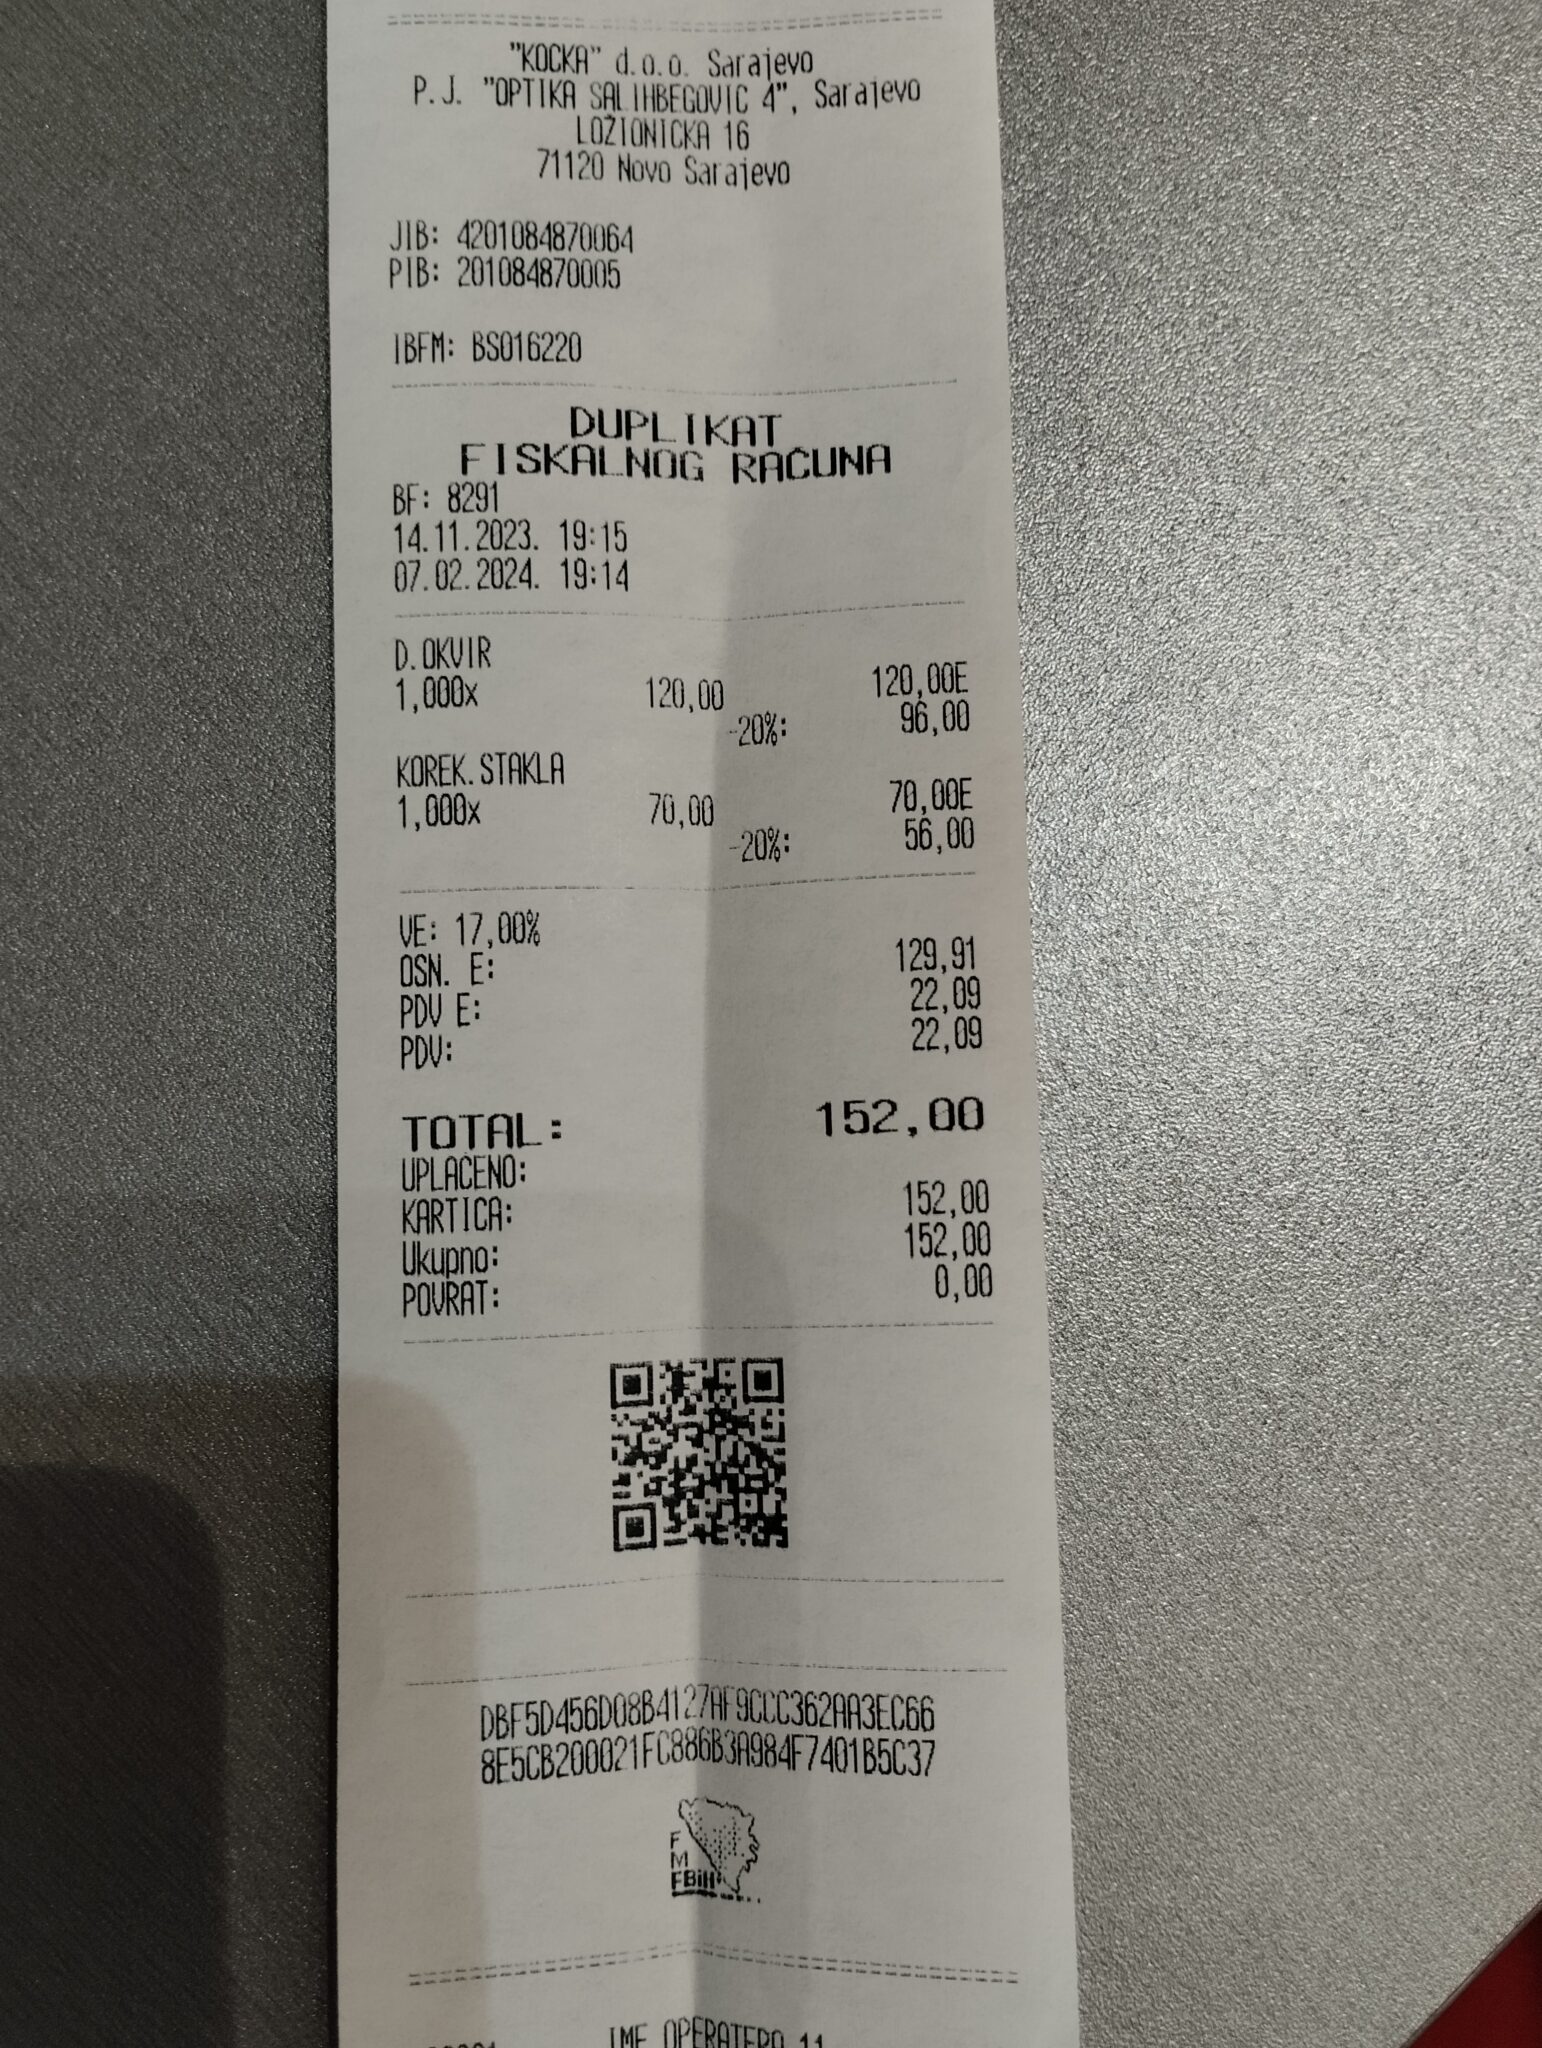 "KOCKA" d.o.o. Sarajevo
P.J. "OPTIKA SALIHBEGOVIC 4", Sarajevo
LOŽIONICKA 16
71120 Novo Sarajevo
JIB: 4201084870064
PIB: 201084870005
IBFM: BS016220
DUPLIKAT
FISKALNOG RAČUNA
BF: 8291
14.11.2023. 19:15
07.02.2024. 19:14
D.OKVIR
1,000x 120,00 120,00E
-20%: 96,00
KOREK.STAKLA
1,000x 70,00 70,00E
-20%: 56,00
VE: 17,00%
OSN. E: 129,91
PDV E: 22,09
PDV: 22,09
TOTAL: 152,00
UPLAĆENO:
KARTICA: 152,00
Ukupno: 152,00
POVRAT: 0,00
DBF5D456D08B4127AF9CCC362AA3EC66
8E5CB200021FC886B3A984F7401B5C37
F
M
FBiH
IME OPERATERO 11